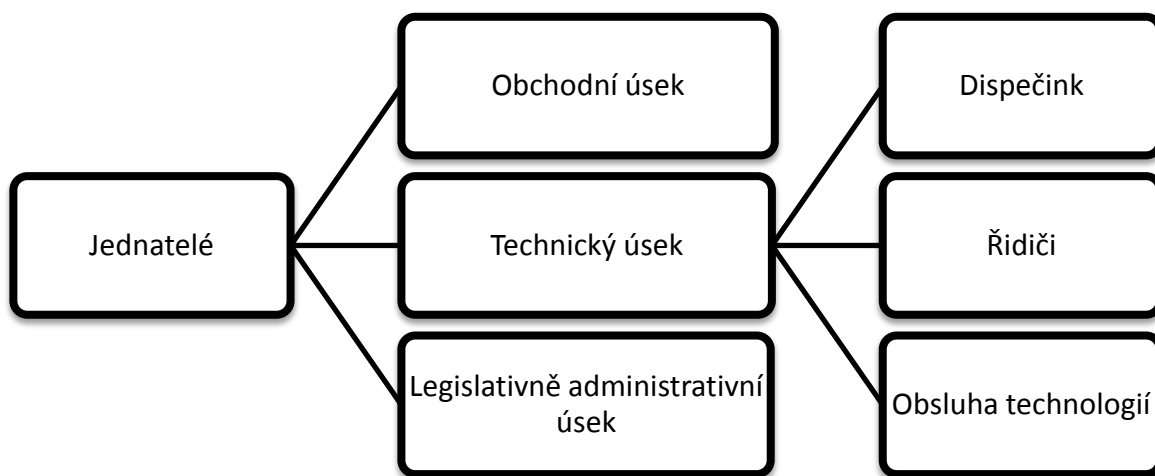 Obchodní úsek
Dispečink
Jednatelé
Technický úsek
Řidiči
Legislativně administrativní
úsek
Obsluha technologií